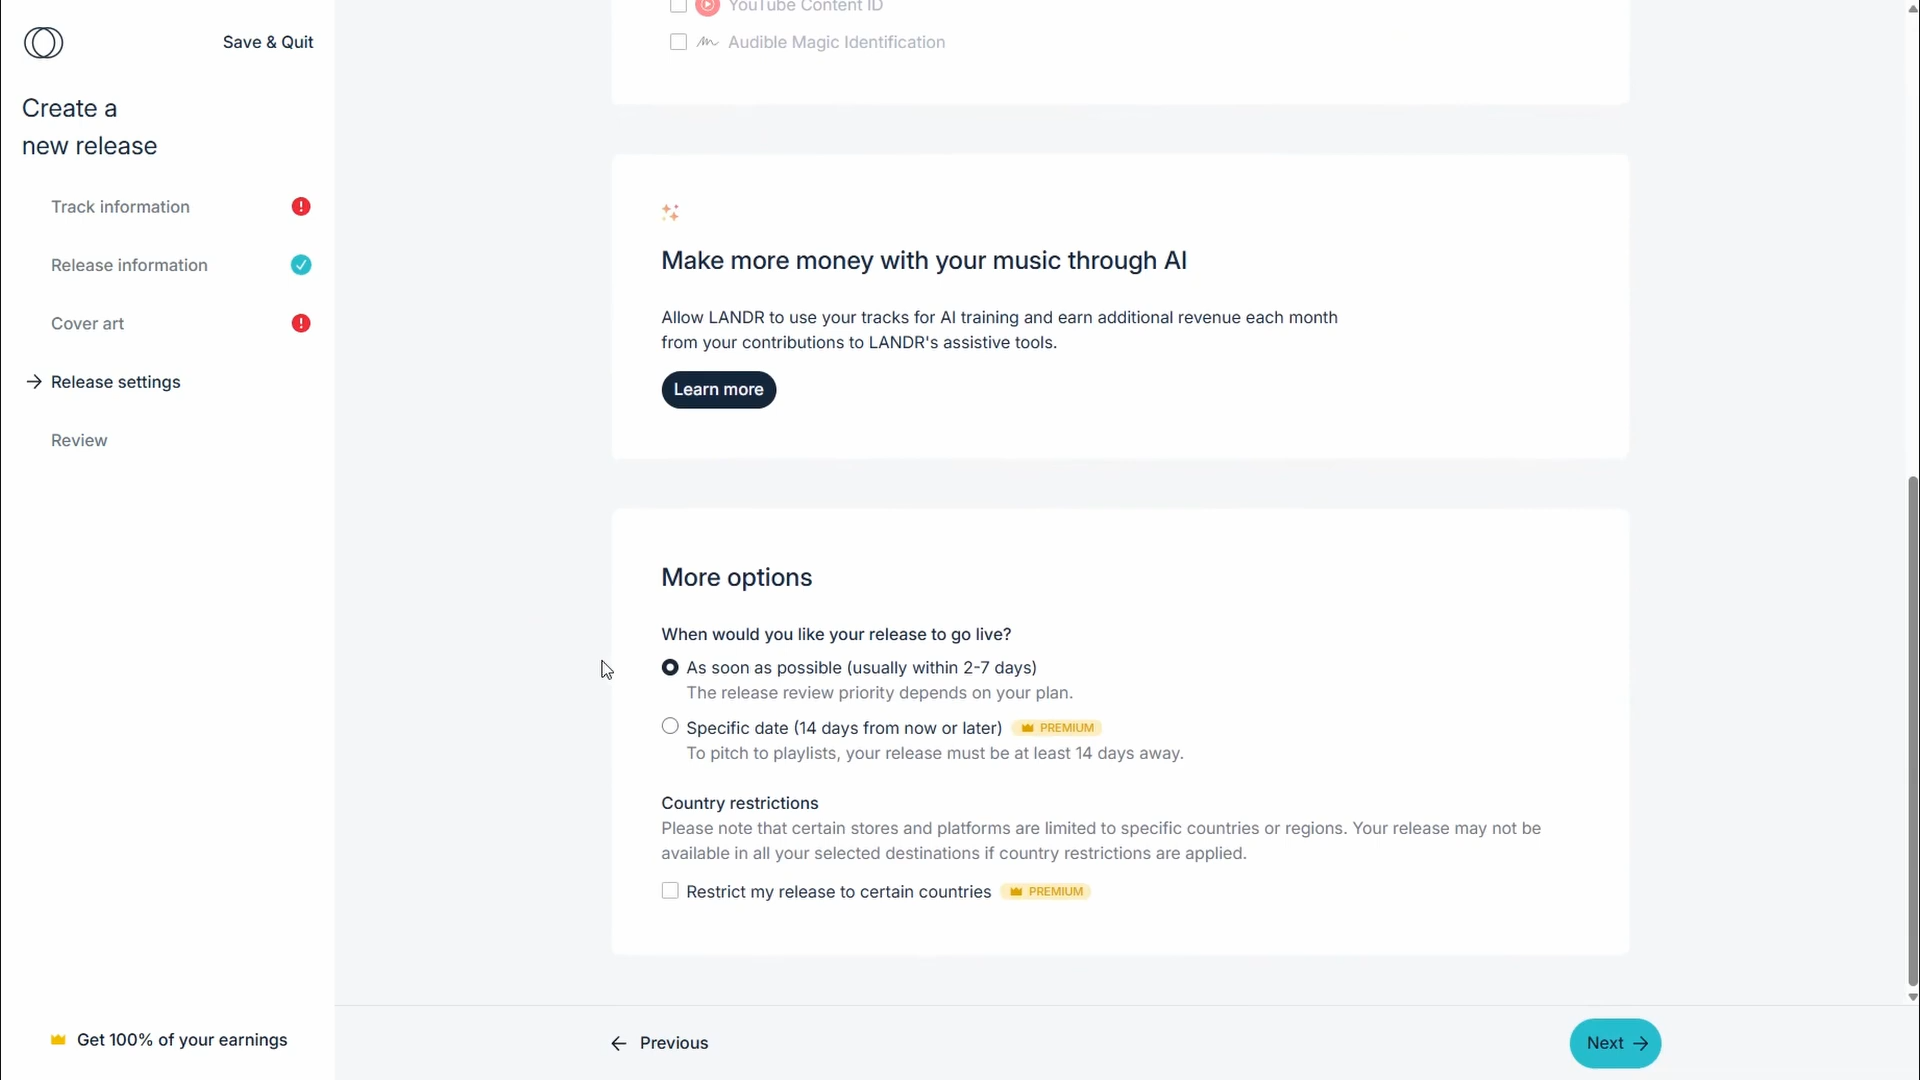 Save & Quit
Create a
new release
Track information
Release information
Cover art
Release settings
Review
Get 100% of your earnings
YouTube Content ID
Audible Magic Identification
Make more money with your music through AI
Allow LANDR to use your tracks for AI training and earn additional revenue each month
from your contributions to LANDR's assistive tools.
Learn more
More options
When would you like your release to go live?
As soon as possible (usually within 2-7 days)
The release review priority depends on your plan.
Specific date (14 days from now or later) PREMIUM
To pitch to playlists, your release must be at least 14 days away.
Country restrictions
Please note that certain stores and platforms are limited to specific countries or regions. Your release may not be
available in all your selected destinations if country restrictions are applied.
Restrict my release to certain countries PREMIUM
Previous
Next